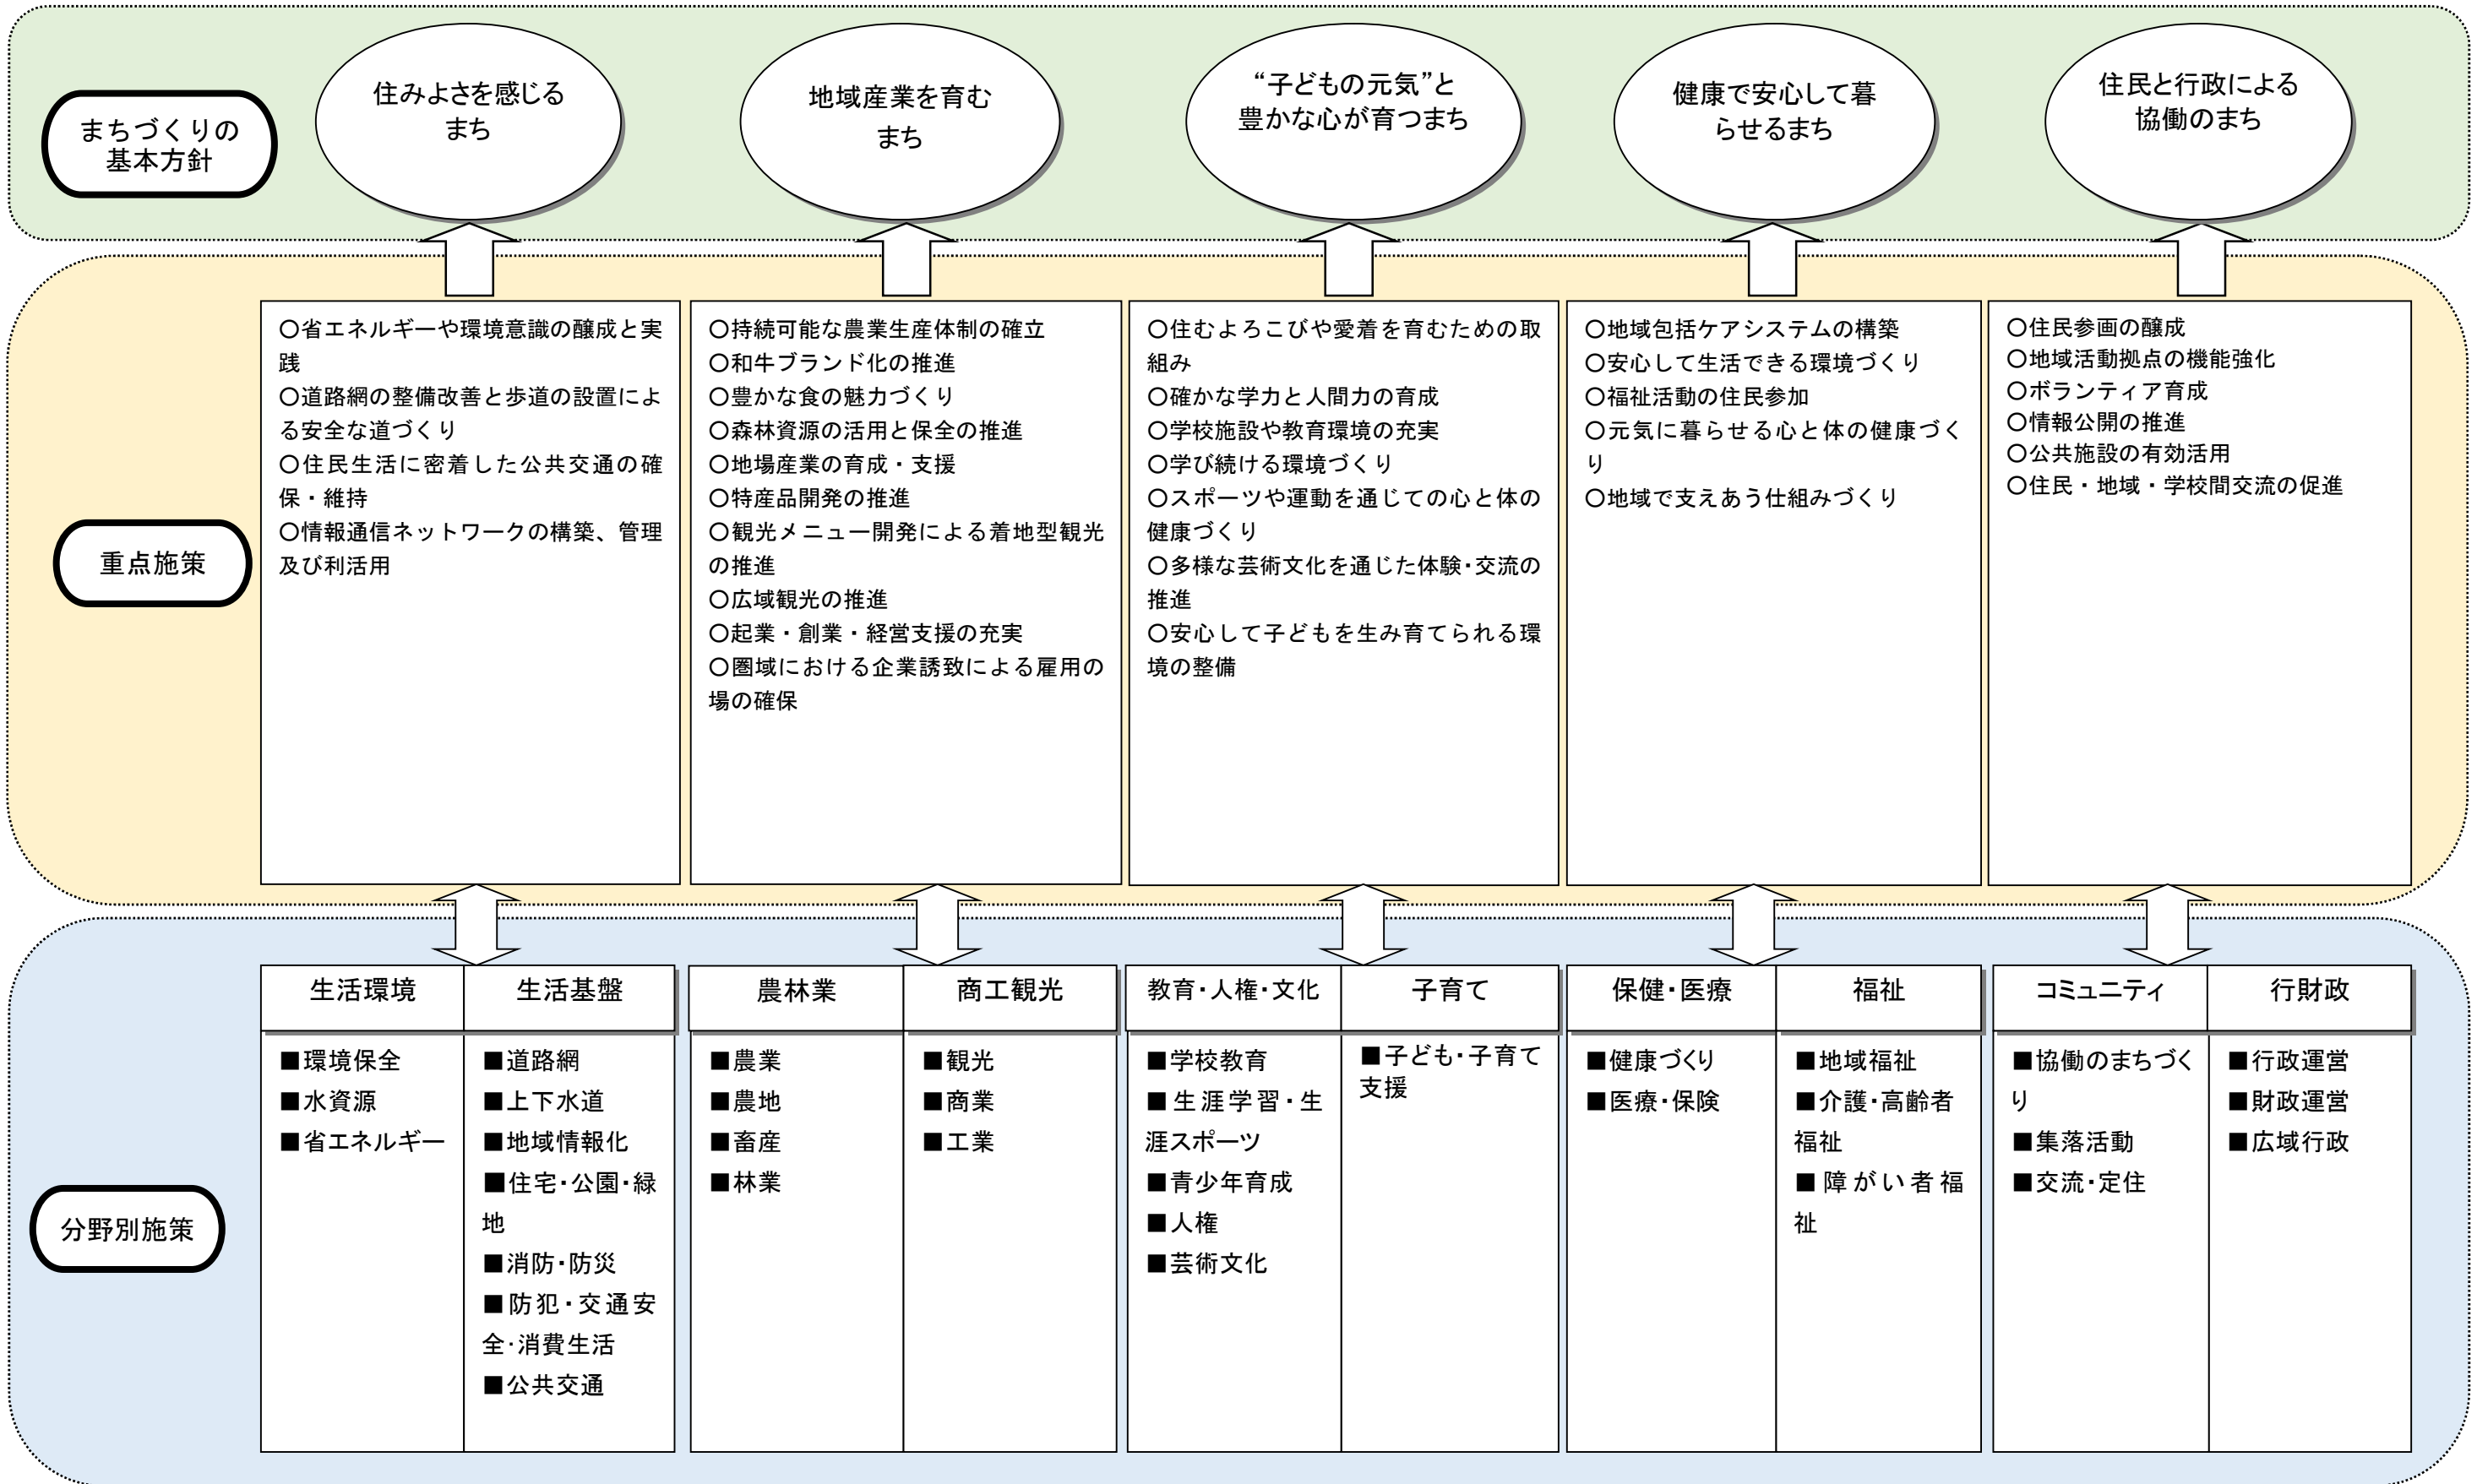 まちづくりの
基本方針
住みよさを感じる
まち
地域産業を育む
まち
“子どもの元気”と
豊かな心が育つまち
健康で安心して暮
らせるまち
住民と行政による
協働のまち
重点施策
○省エネルギーや環境意識の醸成と実
践
○道路網の整備改善と歩道の設置によ
る安全な道づくり
○住民生活に密着した公共交通の確
保・維持
○情報通信ネットワークの構築、管理
及び利活用
○持続可能な農業生産体制の確立
○和牛ブランド化の推進
○豊かな食の魅力づくり
○森林資源の活用と保全の推進
○地場産業の育成・支援
○特産品開発の推進
○観光メニュー開発による着地型観光
の推進
○広域観光の推進
○起業・創業・経営支援の充実
○圏域における企業誘致による雇用の
場の確保
○住むよろこびや愛着を育むための取
組み
○確かな学力と人間力の育成
○学校施設や教育環境の充実
○学び続ける環境づくり
○スポーツや運動を通じての心と体の
健康づくり
○多様な芸術文化を通じた体験・交流の
推進
○安心して子どもを生み育てられる環
境の整備
○地域包括ケアシステムの構築
○安心して生活できる環境づくり
○福祉活動の住民参加
○元気に暮らせる心と体の健康づく
り
○地域で支えあう仕組みづくり
○住民参画の醸成
○地域活動拠点の機能強化
○ボランティア育成
○情報公開の推進
○公共施設の有効活用
○住民・地域・学校間交流の促進
分野別施策
生活環境
■環境保全
■水資源
■省エネルギー
生活基盤
■道路網
■上下水道
■地域情報化
■住宅・公園・緑
地
■消防・防災
■防犯・交通安
全・消費生活
■公共交通
農林業
■農業
■農地
■畜産
■林業
商工観光
■観光
■商業
■工業
教育・人権・文化
■学校教育
■生涯学習・生
涯スポーツ
■青少年育成
■人権
■芸術文化
子育て
■子ども・子育て
支援
保健・医療
■健康づくり
■医療・保険
福祉
■地域福祉
■介護・高齢者
福祉
■障がい者福
祉
コミュニティ
■協働のまちづく
り
■集落活動
■交流・定住
行財政
■行政運営
■財政運営
■広域行政